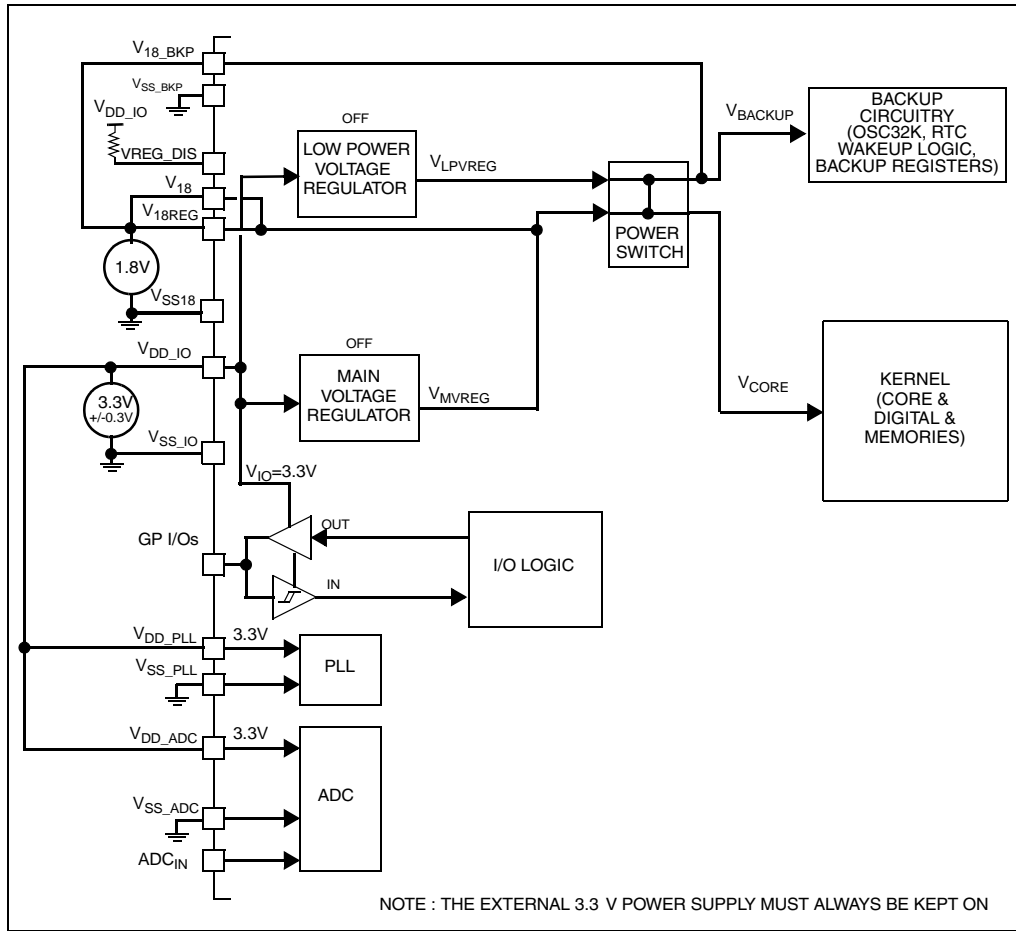 V18_BKP
VSS_BKP
VDD_IO
VREG_DIS
V18
V18REG
1.8V
VSS18
VDD_IO
3.3V
+/-0.3V
VSS_IO
OFF
LOW POWER
VOLTAGE
REGULATOR
VLPVREG
POWER
SWITCH
VBACKUP
BACKUP
CIRCUITRY
(OSC32K, RTC
WAKEUP LOGIC,
BACKUP REGISTERS)
OFF
MAIN
VOLTAGE
REGULATOR
VMVREG
VCORE
KERNEL
(CORE &
DIGITAL &
MEMORIES)
VIO=3.3V
GP I/Os
OUT
IN
I/O LOGIC
VDD_PLL
3.3V
VSS_PLL
PLL
VDD_ADC
3.3V
VSS_ADC
ADCIN
ADC
NOTE : THE EXTERNAL 3.3 V POWER SUPPLY MUST ALWAYS BE KEPT ON